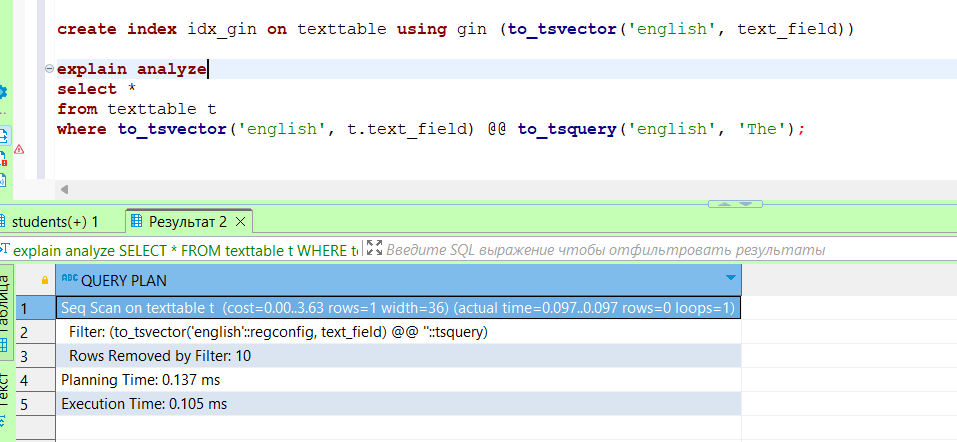 create index idx_gin on texttable using gin (to_tsvector('english', text_field))
explain analyze
select *
from texttable t
where to_tsvector('english', t.text_field) @@ to_tsquery('english', 'The');
students(+) 1
Результат 2
explain analyze SELECT * FROM texttable t WHERE to
Введите SQL выражение чтобы отфильтровать результаты
Таблица
ABC QUERY PLAN
1 Seq Scan on texttable t (cost=0.00..3.63 rows=1 width=36) (actual time=0.097..0.097 rows=0 loops=1)
2 Filter: (to_tsvector('english'::regconfig, text_field) @@ ''::tsquery)
3 Rows Removed by Filter: 10
4 Planning Time: 0.137 ms
5 Execution Time: 0.105 ms
Текст